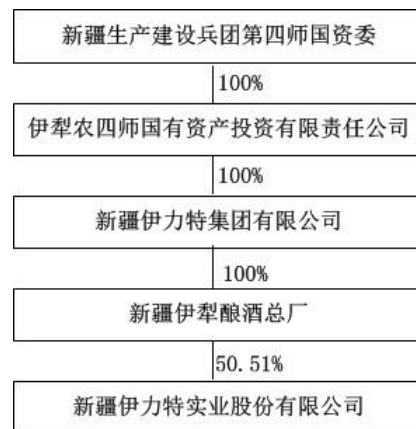 新疆生产建设兵团第四师国资委
100%
伊犁农四师国有资产投资有限责任公司
100%
新疆伊力特集团有限公司
100%
新疆伊犁酿酒总厂
50.51%
新疆伊力特实业股份有限公司